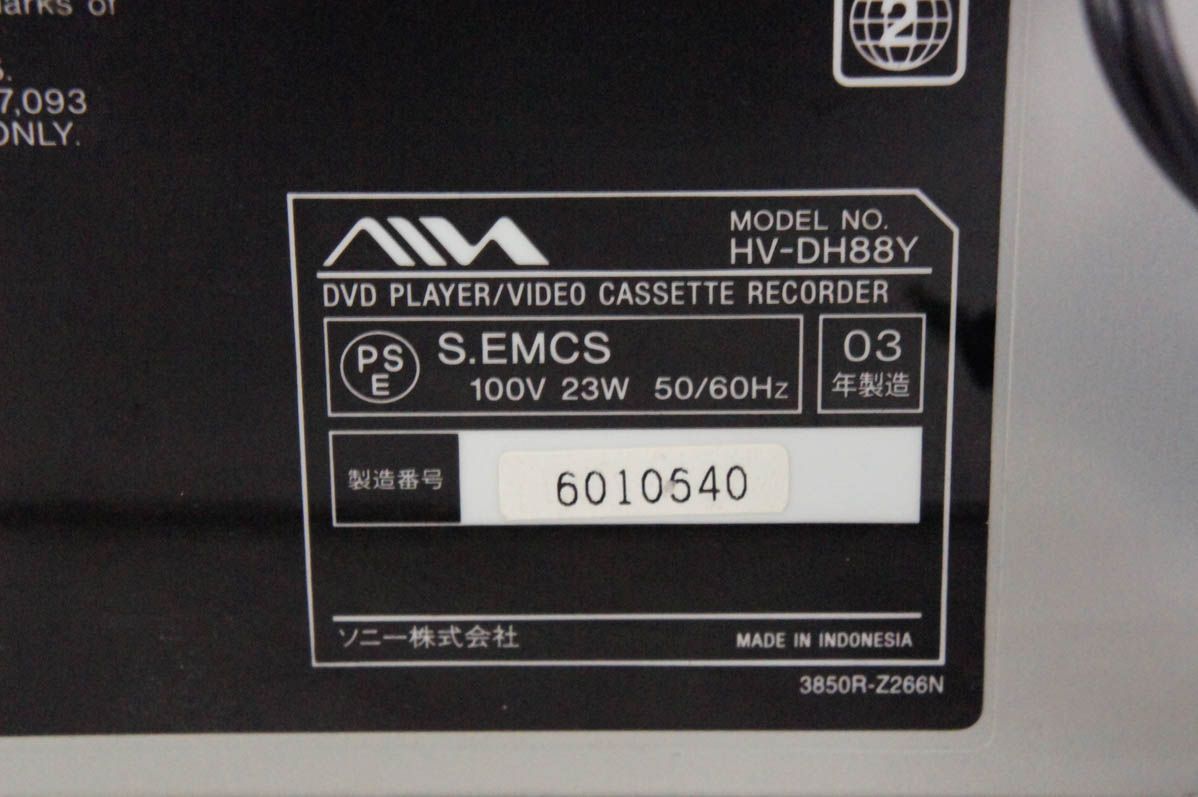 arks of
7,093
ONLY.
2
AIWA
MODEL NO.
HV-DH88Y
DVD PLAYER/VIDEO CASSETTE RECORDER
PSE
S.EMCS
100V 23W 50/60Hz
03
年製造
製造番号
6010640
ソニー株式会社
MADE IN INDONESIA
3850R-Z266N